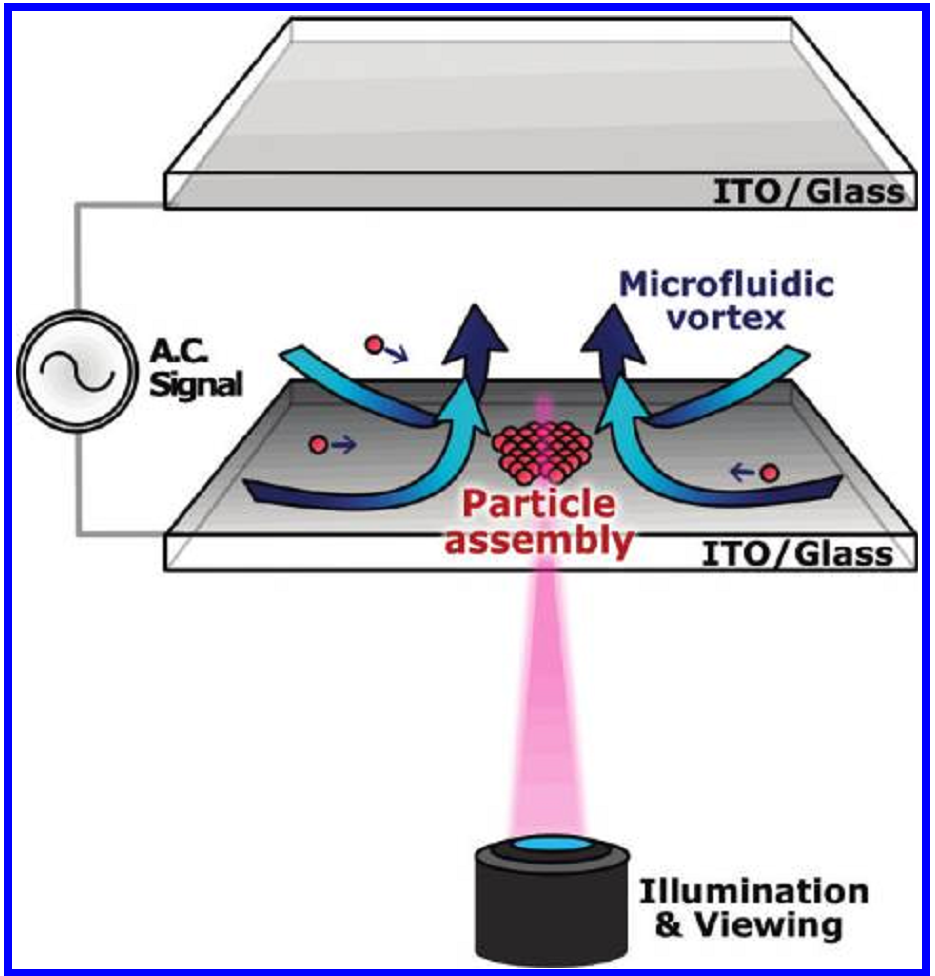 ITO/Glass
Microfluidic
vortex
A.C.
Signal
Particle
assembly
ITO/Glass
Illumination
& Viewing